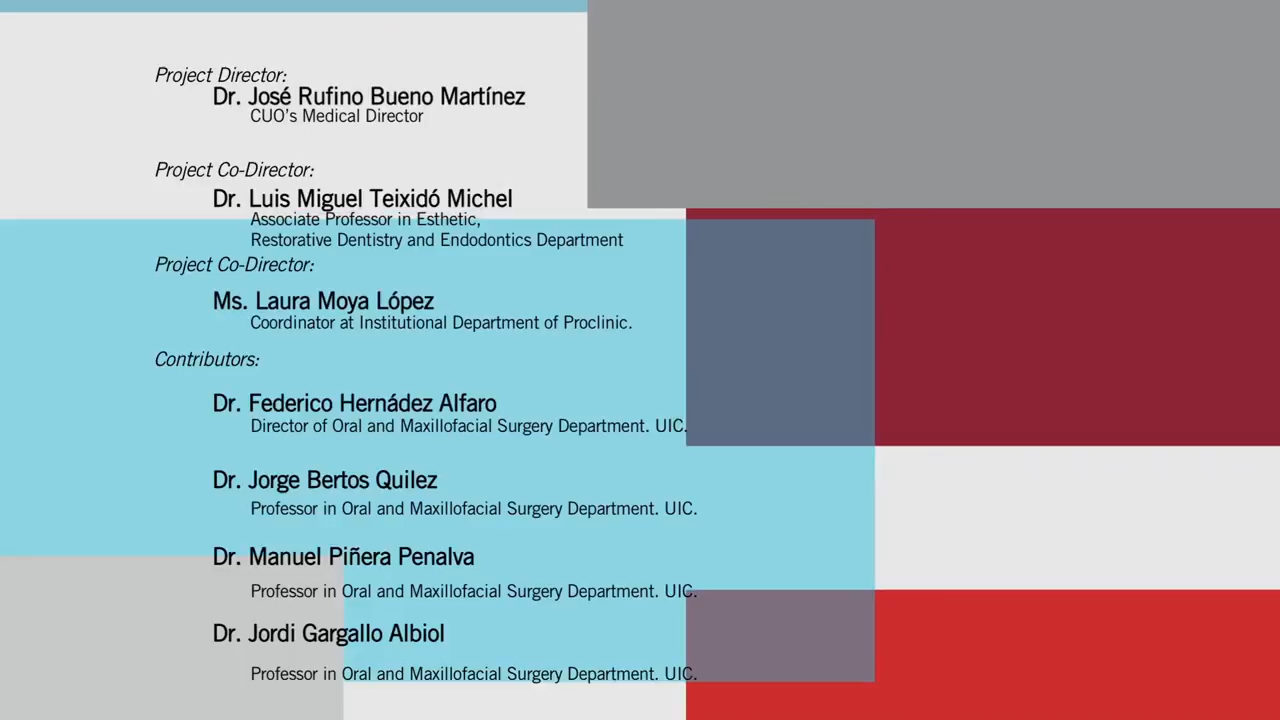 Project Director:
Dr. José Rufino Bueno Martínez
CUO's Medical Director
Project Co-Director:
Dr. Luis Miguel Teixidó Michel
Associate Professor in Esthetic,
Restorative Dentistry and Endodontics Department
Project Co-Director:
Ms. Laura Moya López
Coordinator at Institutional Department of Proclinic.
Contributors:
Dr. Federico Hernádez Alfaro
Director of Oral and Maxillofacial Surgery Department. UIC.
Dr. Jorge Bertos Quilez
Professor in Oral and Maxillofacial Surgery Department. UIC.
Dr. Manuel Piñera Penalva
Professor in Oral and Maxillofacial Surgery Department. UIC.
Dr. Jordi Gargallo Albiol
Professor in Oral and Maxillofacial Surgery Department. UIC.